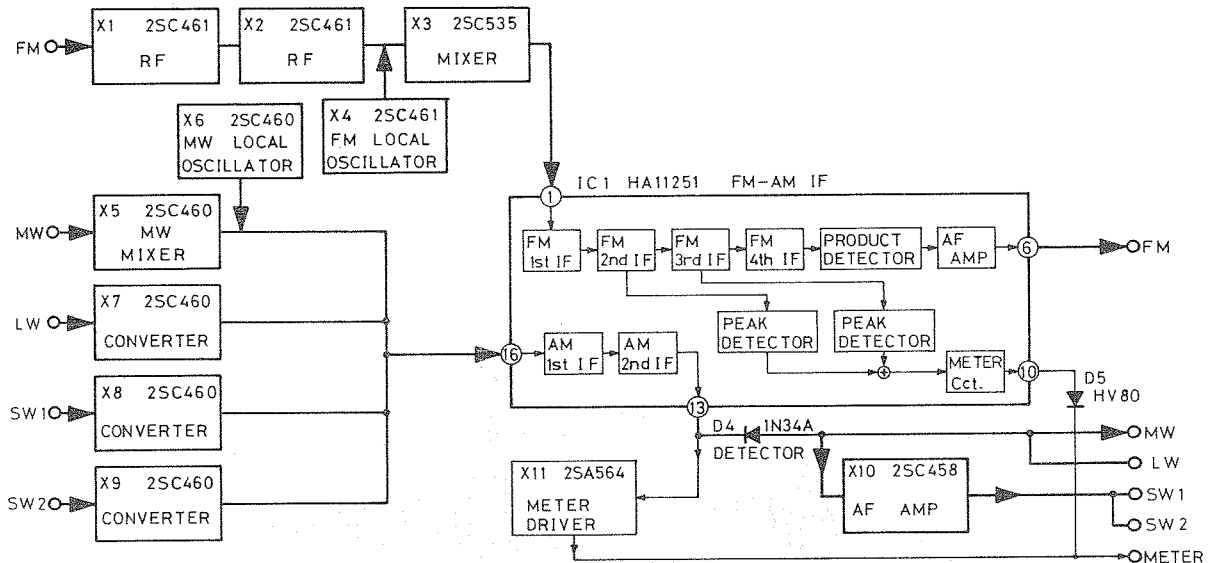 FM
X1 2SC461
RF
X2 2SC461
RF
X3 2SC535
MIXER
X6 2SC460
MW LOCAL
OSCILLATOR
X4 2SC461
FM LOCAL
OSCILLATOR
IC1 HA11251 FM-AM IF
1
MW
X5 2SC460
MW
MIXER
FM
1st IF
FM
2nd IF
FM
3rd IF
FM
4th IF
PRODUCT
DETECTOR
AF
AMP
6
FM
LW
X7 2SC460
CONVERTER
PEAK
DETECTOR
PEAK
DETECTOR
16
AM
1st IF
AM
2nd IF
METER
Cct.
10
D5
HV80
SW1
X8 2SC460
CONVERTER
13
D4 1N34A
DETECTOR
MW
LW
SW2
X9 2SC460
CONVERTER
X11 2SA564
METER
DRIVER
X10 2SC458
AF AMP
SW1
SW2
METER